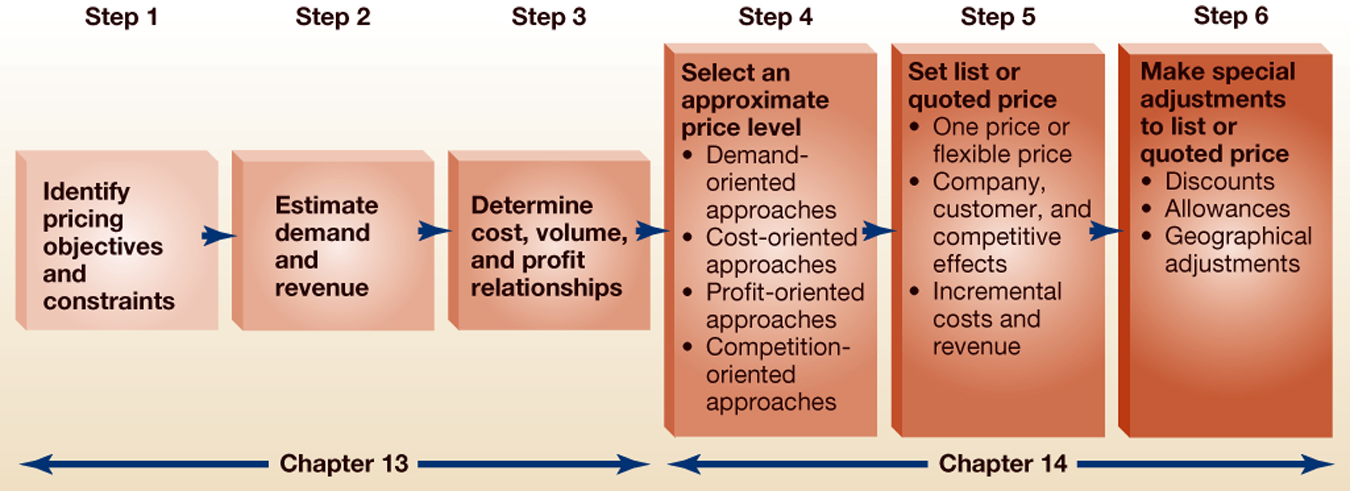 Step 1
Step 2
Step 3
Step 4
Step 5
Step 6
Identify
pricing
objectives
and
constraints
Estimate
demand
and
revenue
Determine
cost, volume,
and profit
relationships
Select an
approximate
price level
• Demand-
oriented
approaches
• Cost-oriented
approaches
• Profit-oriented
approaches
• Competition-
oriented
approaches
Set list or
quoted price
• One price or
flexible price
• Company,
customer, and
competitive
effects
• Incremental
costs and
revenue
Make special
adjustments
to list or
quoted price
• Discounts
• Allowances
• Geographical
adjustments
Chapter 13
Chapter 14